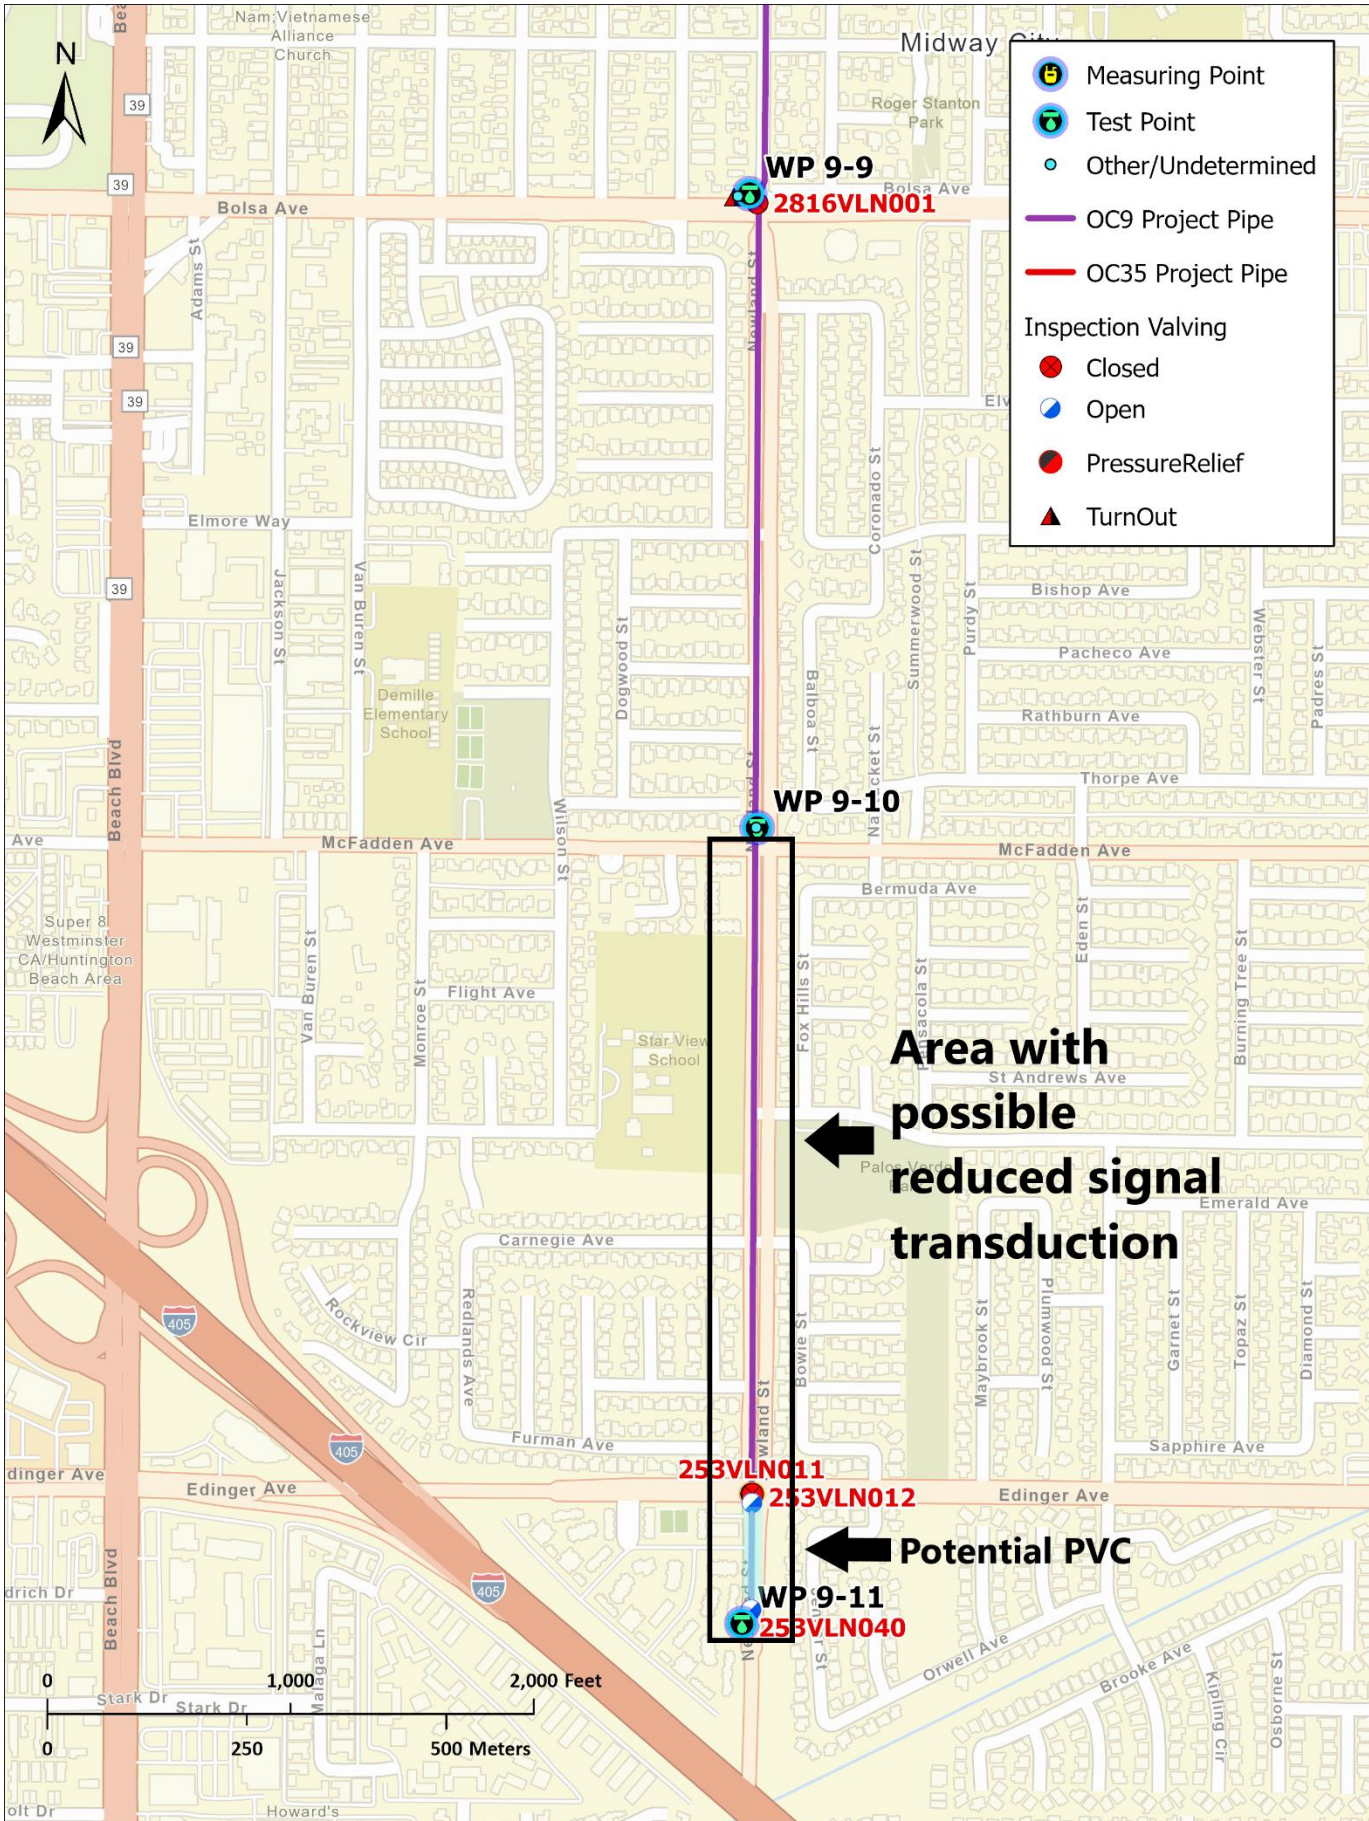 Nam;Vietnamese
Alliance
Church
Midway City
N
Roger Stanton
Park
Measuring Point
Test Point
Other/Undetermined
OC9 Project Pipe
OC35 Project Pipe
Inspection Valving
Closed
Open
PressureRelief
TurnOut
39
39
39
39
39
WP 9-9
2816VLN001
Bolsa Ave
Bolsa Ave
Adams St
Newland St
Coronado St
Elmore Way
Jackson St
Van Buren St
Dogwood St
Summerwood St
Purdy St
Bishop Ave
Webster St
Padres St
Pacheco Ave
Balboa St
Rathburn Ave
Demille
Elementary
School
Beach Blvd
Thorpe Ave
WP 9-10
Wilson St
Ave
McFadden Ave
McFadden Ave
Bermuda Ave
Super 8
Westminster
CA/Huntington
Beach Area
Van Buren St
Monroe St
Flight Ave
Fox Hills St
Eden St
Burning Tree St
Star View
School
Area with
possible
reduced signal
transduction
St Andrews Ave
Emerald Ave
Carnegie Ave
405
Rockview Cir
Redlands Ave
Bowie St
Maybrook St
Plumwood St
Garnet St
Topaz St
Diamond St
405
Furman Ave
Sapphire Ave
253VLN011
dinger Ave
Edinger Ave
253VLN012
Edinger Ave
Potential PVC
405
drich Dr
Beach Blvd
WP 9-11
253VLN040
Malaga Ln
Orwell Ave
Brooke Ave
Kipling Cir
Osborne St
0
1,000
2,000 Feet
Stark Dr
Stark Dr
0
250
500 Meters
olt Dr
Howard's